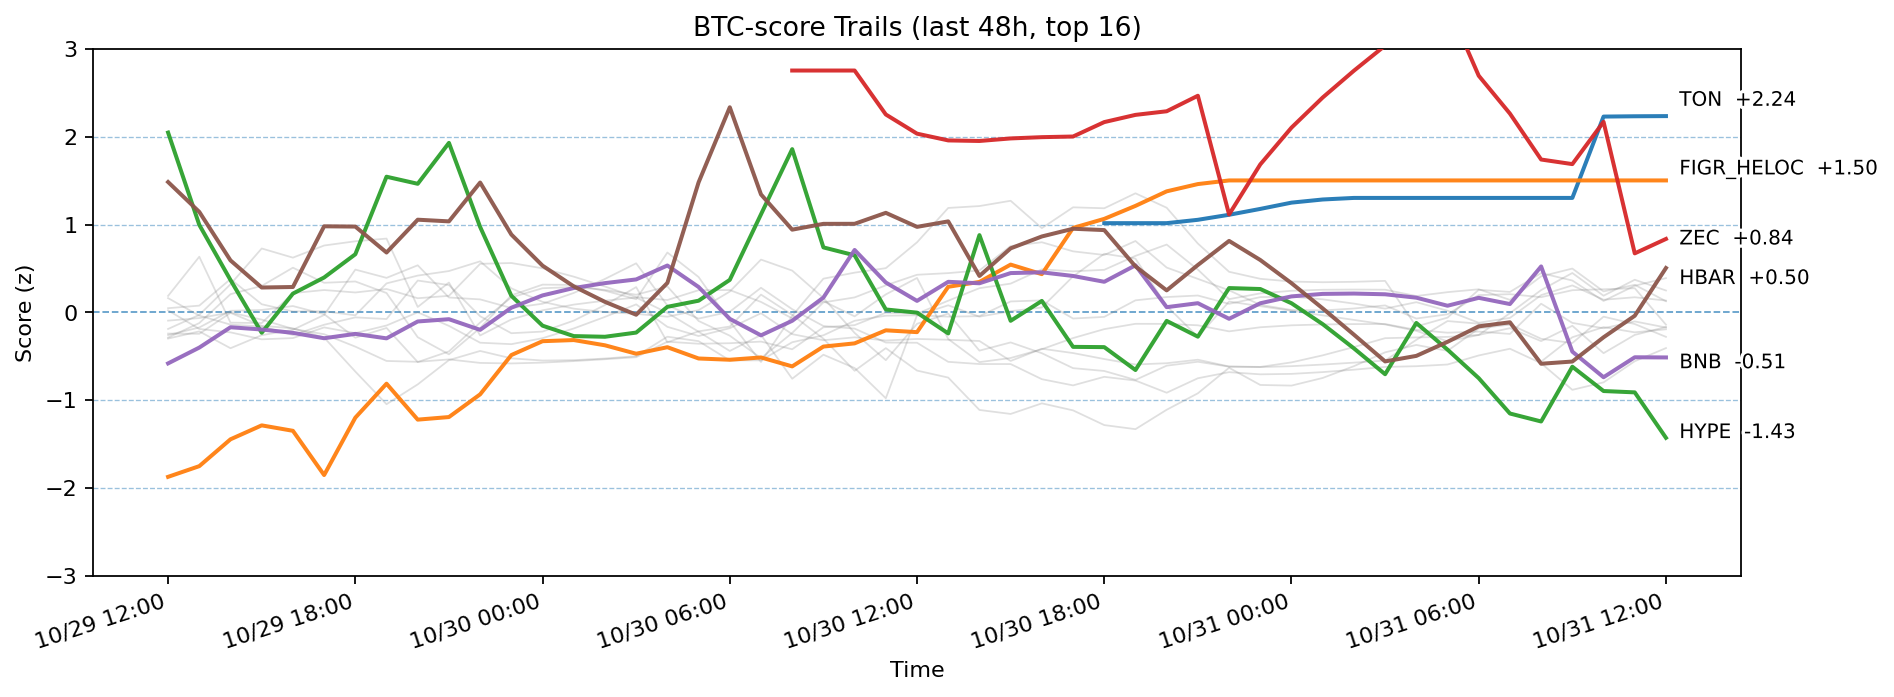 BTC-score Trails (last 48h, top 16)
Score (z)
3
2
1
0
−1
−2
−3
TON +2.24
FIGR_HELOC +1.50
ZEC +0.84
HBAR +0.50
BNB -0.51
HYPE -1.43
10/29 12:00
10/29 18:00
10/30 00:00
10/30 06:00
10/30 12:00
10/30 18:00
10/31 00:00
10/31 06:00
10/31 12:00
Time